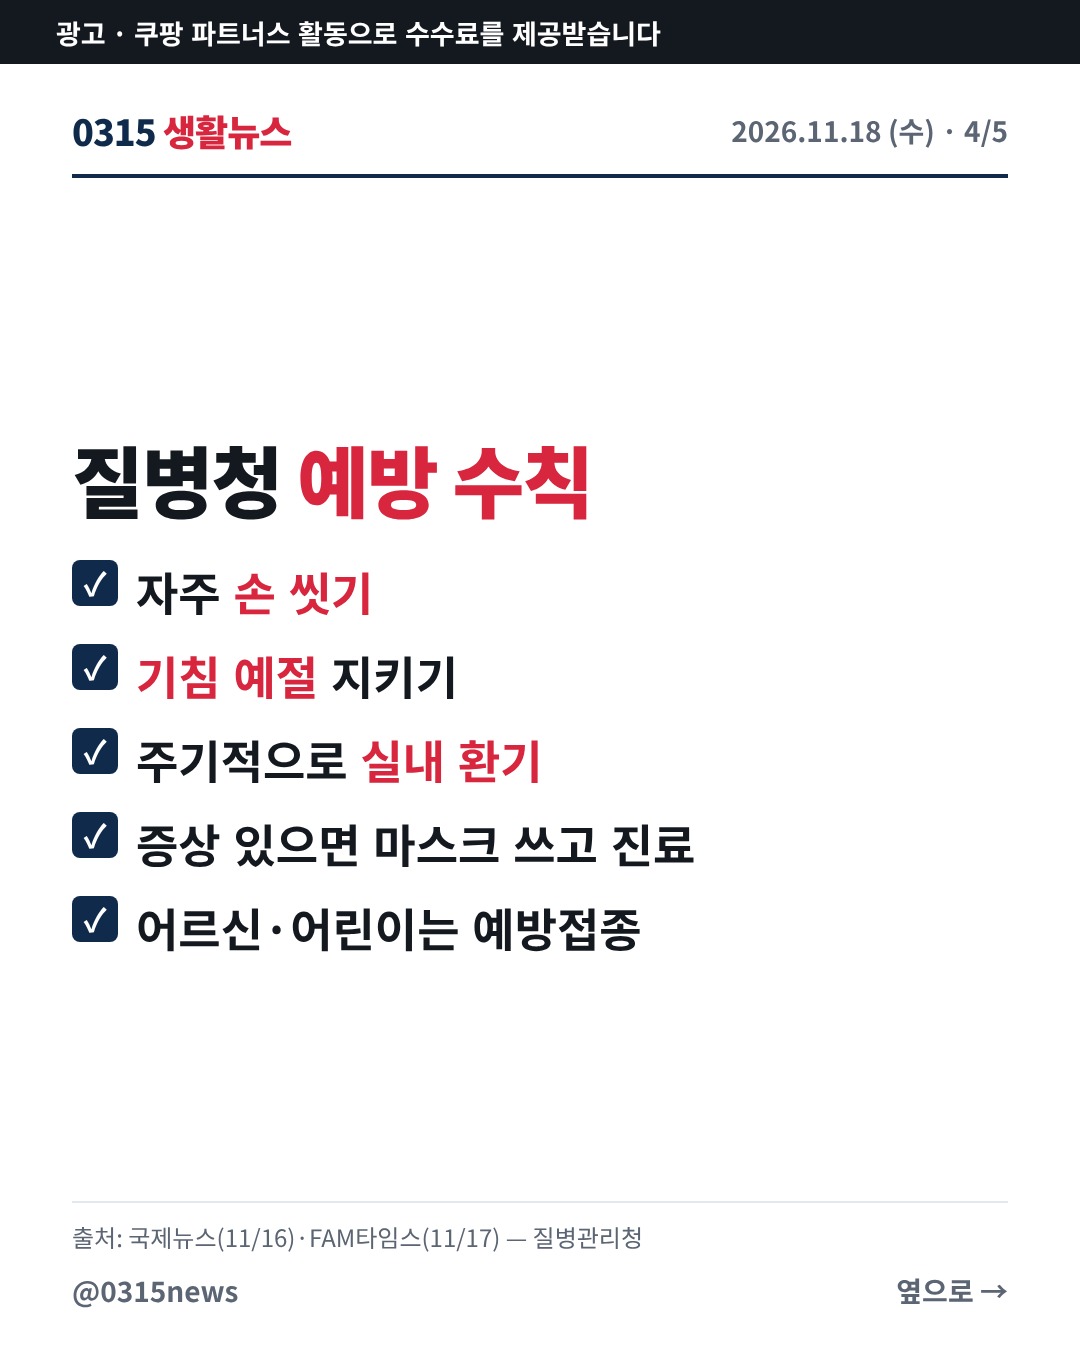 광고 · 쿠팡 파트너스 활동으로 수수료를 제공받습니다
0315 생활뉴스
2026.11.18 (수) · 4/5
질병청 예방 수칙
✓ 자주 손 씻기
✓ 기침 예절 지키기
✓ 주기적으로 실내 환기
✓ 증상 있으면 마스크 쓰고 진료
✓ 어르신·어린이는 예방접종
출처: 국제뉴스(11/16)·FAM타임스(11/17) — 질병관리청
@0315news
옆으로 →